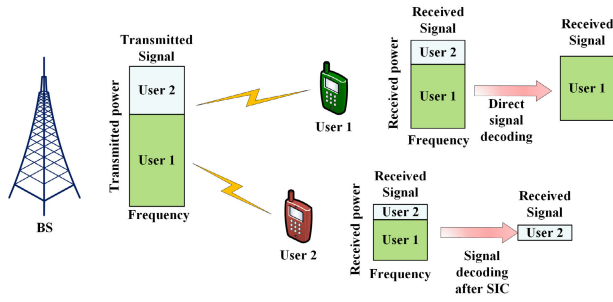 Transmitted
Signal
Transmitted power
User 2
User 1
Frequency
BS
User 1
User 2
Received
Signal
Received power
User 2
User 1
Frequency
Direct
signal
decoding
Received
Signal
User 1
Received
Signal
Received power
User 2
User 1
Frequency
Signal
decoding
after SIC
Received
Signal
User 2